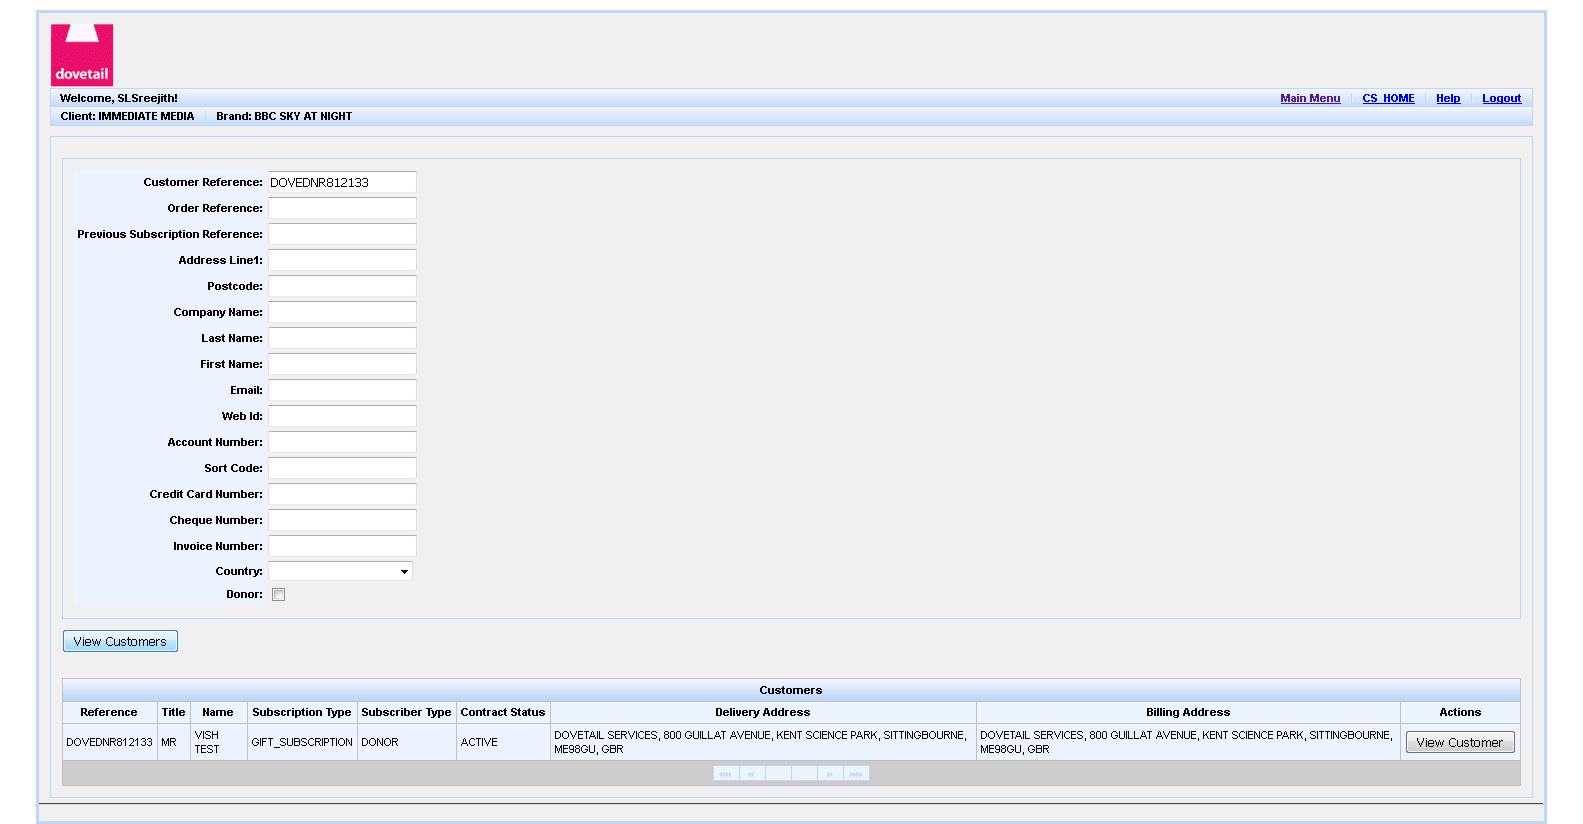 dovetail
Welcome, SLSreejith!
Main Menu CS_HOME Help Logout
Client: IMMEDIATE MEDIA Brand: BBC SKY AT NIGHT
Customer Reference: DOVEDNR812133
Order Reference:
Previous Subscription Reference:
Address Line1:
Postcode:
Company Name:
Last Name:
First Name:
Email:
Web Id:
Account Number:
Sort Code:
Credit Card Number:
Cheque Number:
Invoice Number:
Country:
Donor:
View Customers
Customers
Reference Title Name Subscription Type Subscriber Type Contract Status Delivery Address Billing Address Actions
DOVEDNR812133 MR VISH TEST GIFT_SUBSCRIPTION DONOR ACTIVE DOVETAIL SERVICES, 800 GUILLAT AVENUE, KENT SCIENCE PARK, SITTINGBOURNE, ME98GU, GBR DOVETAIL SERVICES, 800 GUILLAT AVENUE, KENT SCIENCE PARK, SITTINGBOURNE, ME98GU, GBR View Customer
«« « » »»